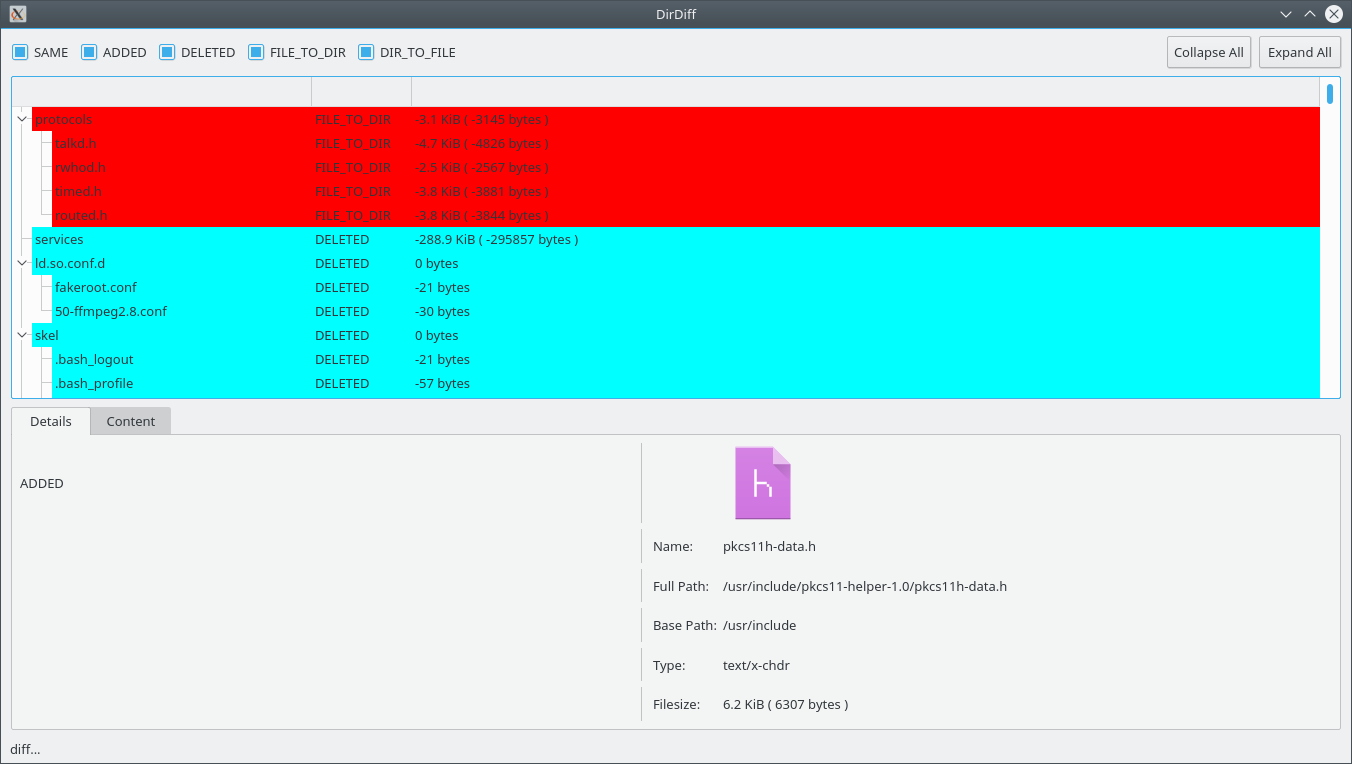 DirDiff
SAME ADDED DELETED FILE_TO_DIR DIR_TO_FILE Collapse All Expand All
protocols FILE_TO_DIR -3.1 KiB ( -3145 bytes )
talkd.h FILE_TO_DIR -4.7 KiB ( -4826 bytes )
rwhod.h FILE_TO_DIR -2.5 KiB ( -2567 bytes )
timed.h FILE_TO_DIR -3.8 KiB ( -3881 bytes )
routed.h FILE_TO_DIR -3.8 KiB ( -3844 bytes )
services DELETED -288.9 KiB ( -295857 bytes )
ld.so.conf.d DELETED 0 bytes
fakeroot.conf DELETED -21 bytes
50-ffmpeg2.8.conf DELETED -30 bytes
skel DELETED 0 bytes
.bash_logout DELETED -21 bytes
.bash_profile DELETED -57 bytes
Details Content
ADDED
h
Name: pkcs11h-data.h
Full Path: /usr/include/pkcs11-helper-1.0/pkcs11h-data.h
Base Path: /usr/include
Type: text/x-chdr
Filesize: 6.2 KiB ( 6307 bytes )
diff...